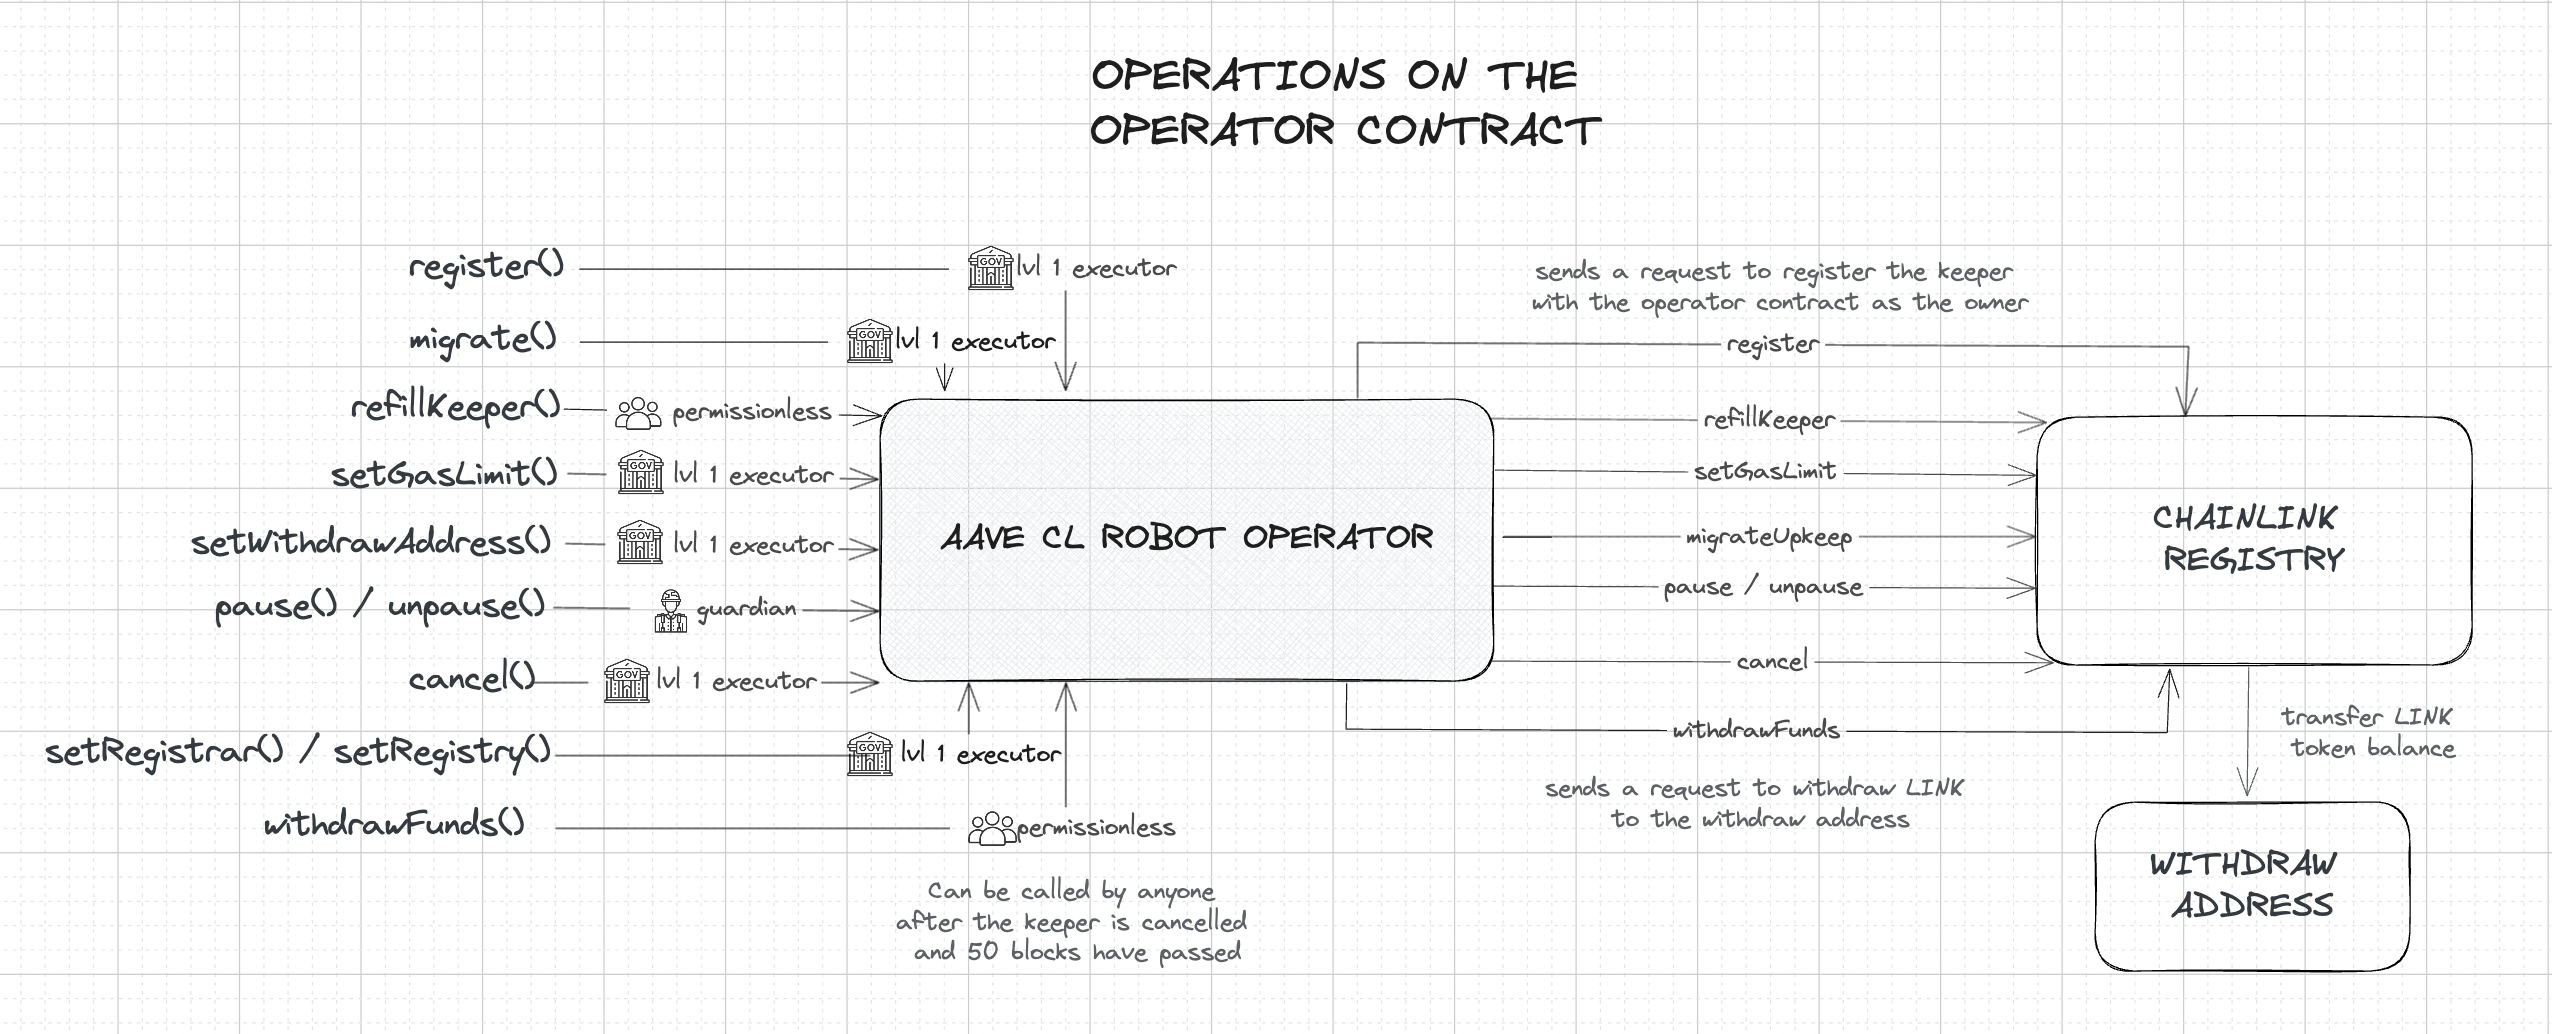 OPERATIONS ON THE
OPERATOR CONTRACT
register()
GOV
lvl 1 executor
migrate()
GOV
lvl 1 executor
refillKeeper()
permissionless
setGasLimit()
GOV
lvl 1 executor
setWithdrawAddress()
GOV
lvl 1 executor
pause() / unpause()
guardian
cancel()
GOV
lvl 1 executor
setRegistrar() / setRegistry()
GOV
lvl 1 executor
withdrawFunds()
permissionless
Can be called by anyone
after the keeper is cancelled
and 50 blocks have passed
AAVE CL ROBOT OPERATOR
sends a request to register the keeper
with the operator contract as the owner
register
refillKeeper
setGasLimit
migrateUpkeep
pause / unpause
cancel
withdrawFunds
sends a request to withdraw LINK
to the withdraw address
CHAINLINK
REGISTRY
transfer LINK
token balance
WITHDRAW
ADDRESS